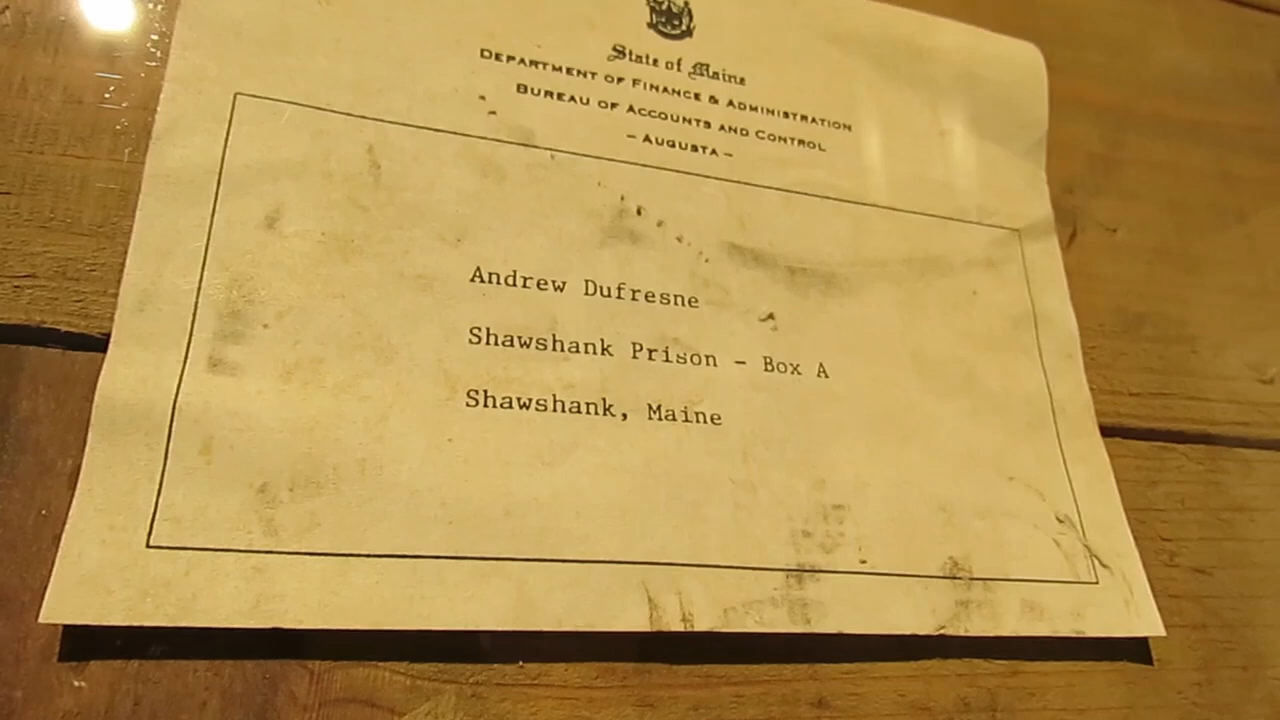 State of Maine
DEPARTMENT OF FINANCE & ADMINISTRATION
BUREAU OF ACCOUNTS AND CONTROL
– AUGUSTA –
Andrew Dufresne
Shawshank Prison – Box A
Shawshank, Maine